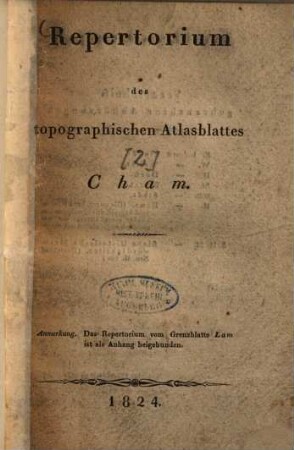 Repertorium
des
topographischen Atlasblattes
[2]
Cham.
Anmerkung. Das Repertorium vom Grenzblatte Lam
ist als Anhang beigebunden.
1824.